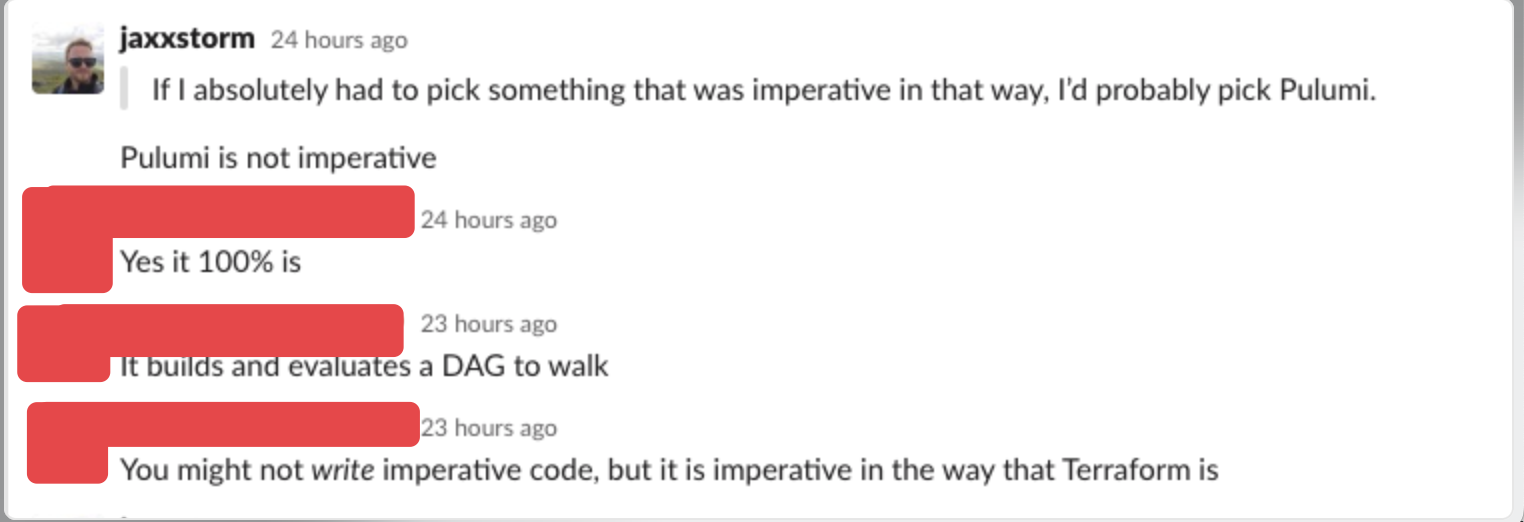 jaxxstorm 24 hours ago
If I absolutely had to pick something that was imperative in that way, I’d probably pick Pulumi.
Pulumi is not imperative
24 hours ago
Yes it 100% is
23 hours ago
It builds and evaluates a DAG to walk
23 hours ago
You might not write imperative code, but it is imperative in the way that Terraform is